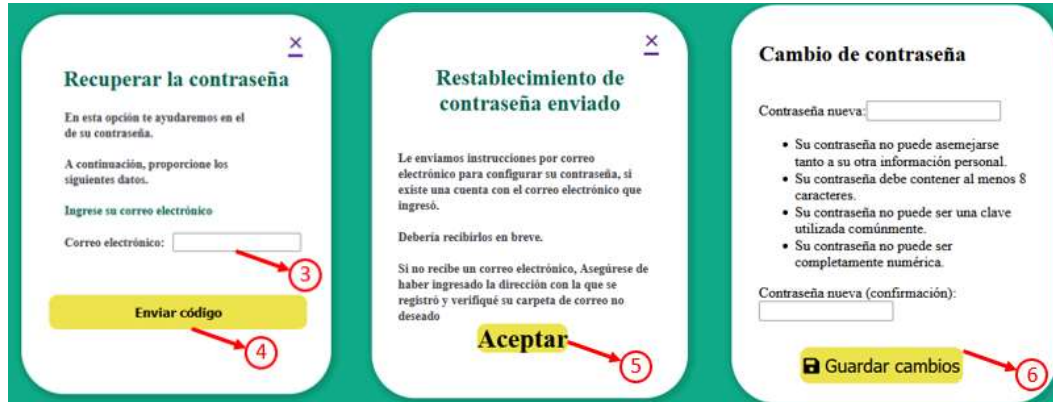 ×
Recuperar la contraseña
En esta opción te ayudaremos en el
de su contraseña.
A continuación, proporcione los
siguientes datos.
Ingrese su correo electrónico
Correo electrónico:
3
Enviar código
4
×
Restablecimiento de
contraseña enviado
Le enviamos instrucciones por correo
electrónico para configurar su contraseña, si
existe una cuenta con el correo electrónico que
ingresó.
Debería recibirlos en breve.
Si no recibe un correo electrónico, Asegúrese de
haber ingresado la dirección con la que se
registró y verifiqué su carpeta de correo no
deseado
Aceptar
5
Cambio de contraseña
Contraseña nueva:
• Su contraseña no puede asemejarse
tanto a su otra información personal.
• Su contraseña debe contener al menos 8
caracteres.
• Su contraseña no puede ser una clave
utilizada comúnmente.
• Su contraseña no puede ser
completamente numérica.
Contraseña nueva (confirmación):
Guardar cambios
6